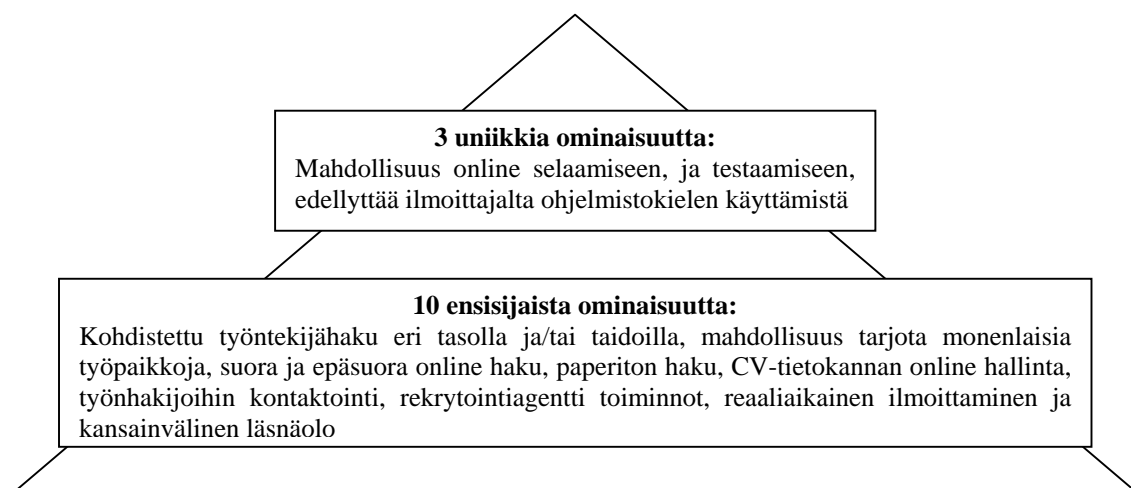 3 uniikkia ominaisuutta:
Mahdollisuus online selaamiseen, ja testaamiseen,
edellyttää ilmoittajalta ohjelmistokielen käyttämistä
10 ensisijaista ominaisuutta:
Kohdistettu työntekijähaku eri tasolla ja/tai taidoilla, mahdollisuus tarjota monenlaisia
työpaikkoja, suora ja epäsuora online haku, paperiton haku, CV-tietokannan online hallinta,
työnhakijoihin kontaktointi, rekrytointiagentti toiminnot, reaaliaikainen ilmoittaminen ja
kansainvälinen läsnäolo